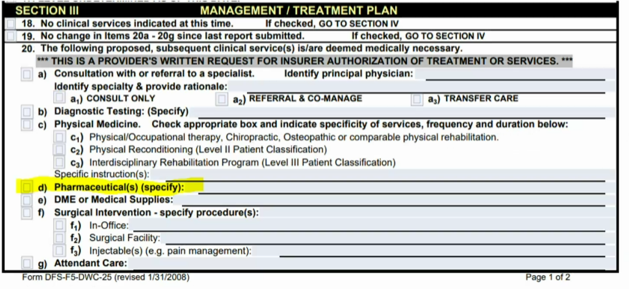 SECTION III MANAGEMENT / TREATMENT PLAN
18. No clinical services indicated at this time. If checked, GO TO SECTION IV
19. No change in Items 20a - 20g since last report submitted. If checked, GO TO SECTION IV
20. The following proposed, subsequent clinical service(s) is/are deemed medically necessary.
*** THIS IS A PROVIDER'S WRITTEN REQUEST FOR INSURER AUTHORIZATION OF TREATMENT OR SERVICES. ***
a) Consultation with or referral to a specialist. Identify principal physician:
Identify specialty & provide rationale:
a1) CONSULT ONLY a2) REFERRAL & CO-MANAGE a3) TRANSFER CARE
b) Diagnostic Testing: (Specify)
c) Physical Medicine. Check appropriate box and indicate specificity of services, frequency and duration below:
c1) Physical/Occupational therapy, Chiropractic, Osteopathic or comparable physical rehabilitation.
c2) Physical Reconditioning (Level II Patient Classification)
c3) Interdisciplinary Rehabilitation Program (Level III Patient Classification)
Specific instruction(s):
d) Pharmaceutical(s) (specify):
e) DME or Medical Supplies:
f) Surgical Intervention - specify procedure(s):
f1) In-Office:
f2) Surgical Facility:
f3) Injectable(s) (e.g. pain management):
g) Attendant Care:
Form DFS-F5-DWC-25 (revised 1/31/2008) Page 1 of 2